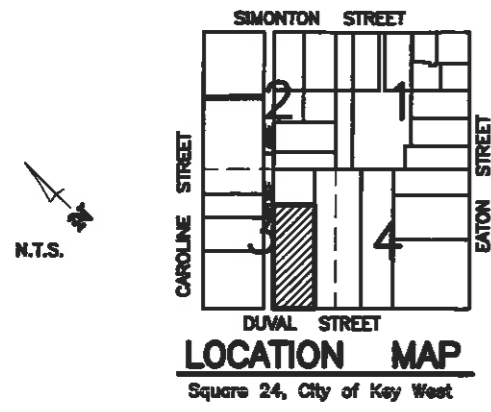 SIMONTON STREET
2
1
CAROLINE STREET
EATON STREET
N
N.T.S.
3
4
DUVAL STREET
LOCATION MAP
Square 24, City of Key West